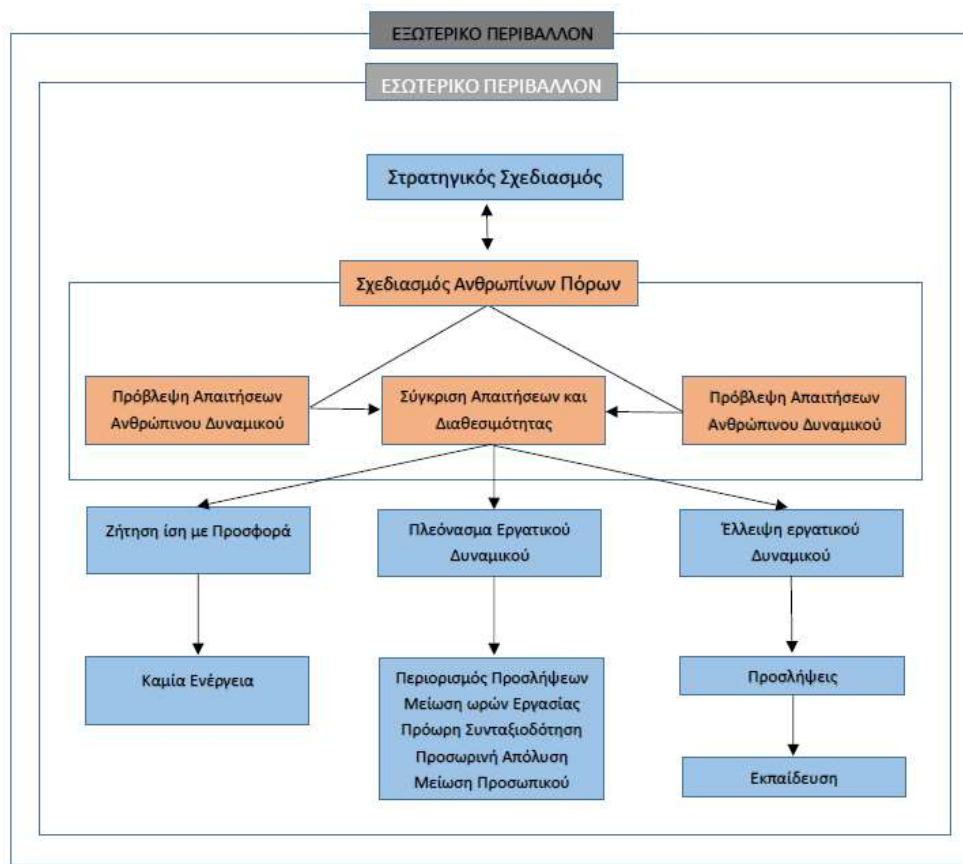 ΕΞΩΤΕΡΙΚΟ ΠΕΡΙΒΑΛΛΟΝ
ΕΣΩΤΕΡΙΚΟ ΠΕΡΙΒΑΛΛΟΝ
Στρατηγικός Σχεδιασμός
Σχεδιασμός Ανθρωπίνων Πόρων
Πρόβλεψη Απαιτήσεων
Ανθρώπινου Δυναμικού
Σύγκριση Απαιτήσεων και
Διαθεσιμότητας
Πρόβλεψη Απαιτήσεων
Ανθρώπινου Δυναμικού
Ζήτηση ίση με Προσφορά
Πλεόνασμα Εργατικού
Δυναμικού
Έλλειψη εργατικού
Δυναμικού
Καμία Ενέργεια
Περιορισμός Προσλήψεων
Μείωση ωρών Εργασίας
Πρόωρη Συνταξιοδότηση
Προσωρινή Απόλυση
Μείωση Προσωπικού
Προσλήψεις
Εκπαίδευση